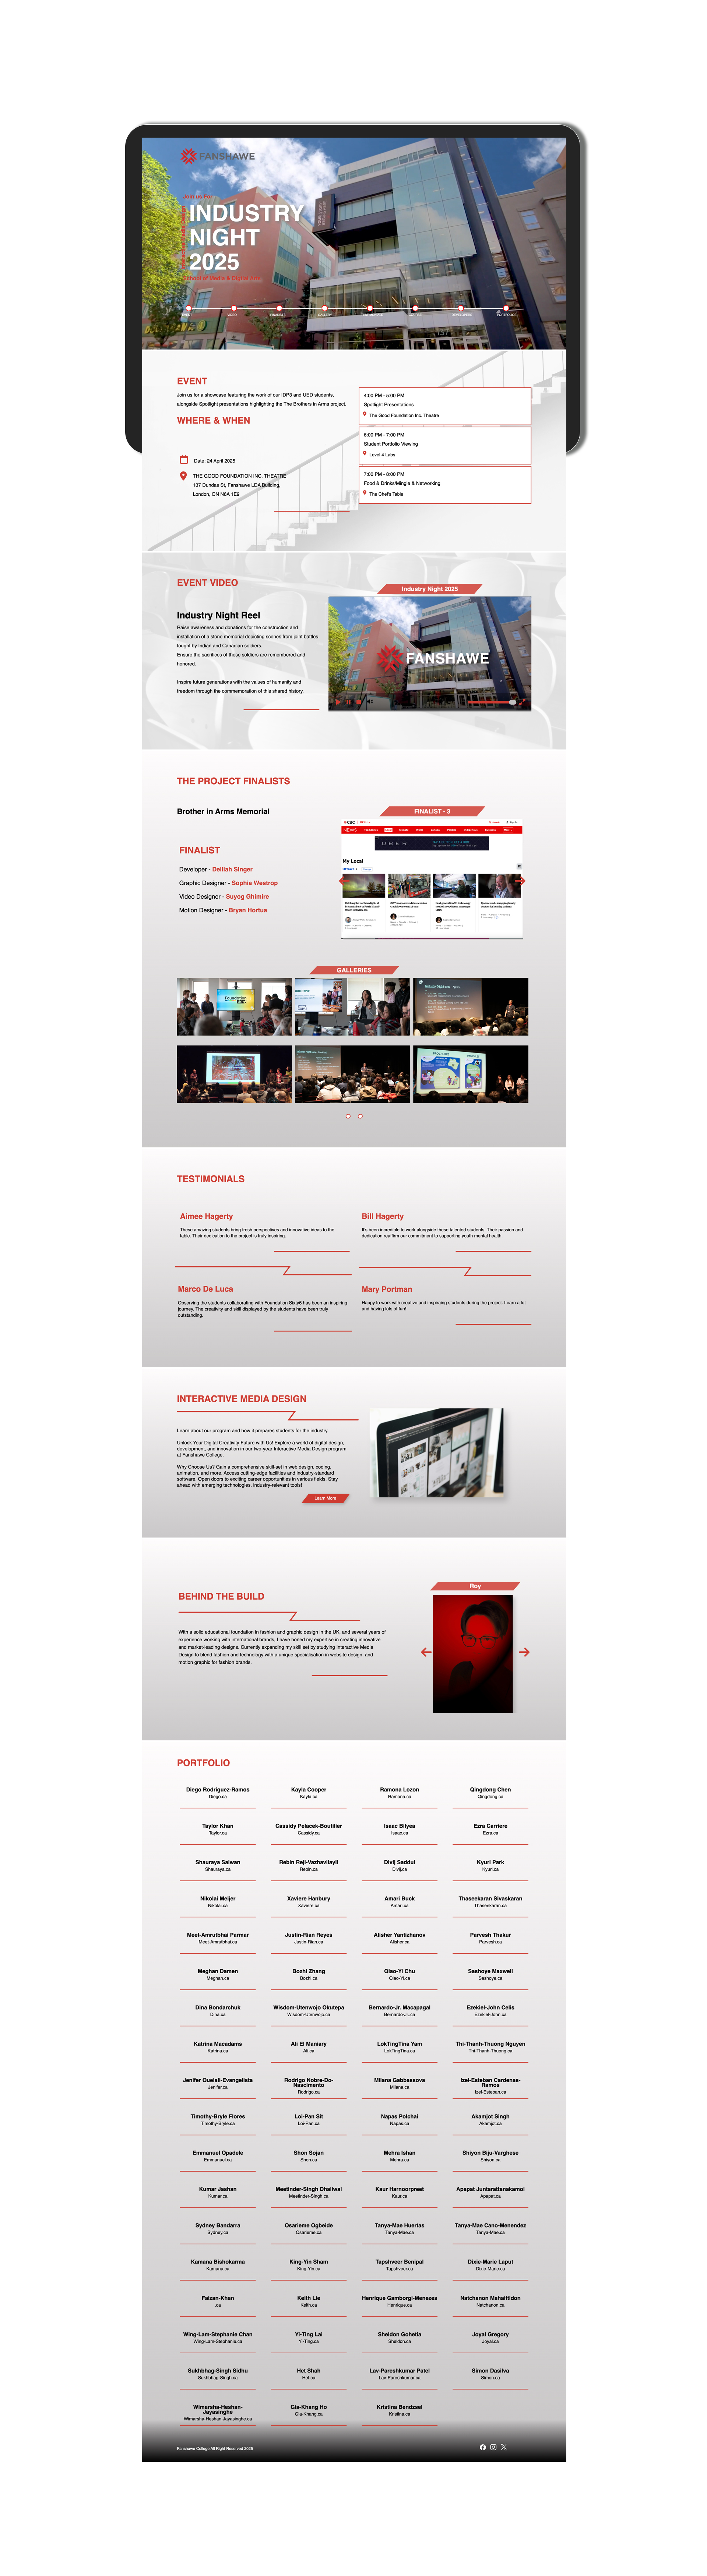 FANSHAWE
Join us For
INDUSTRY
NIGHT
2025
VIDEO
FINALISTS
GALLERY
PORTFOLIO
EVENT
Join us for a showcase featuring the work of our IDP3 and UED students,
alongside Spotlight presentations highlighting the The Brothers in Arms project.
WHERE & WHEN
Date: 24 April 2025
THE GOOD FOUNDATION INC. THEATRE
137 Dundas St, Fanshawe LDA Building,
London, ON N6A 1E9
4:00 PM - 5:00 PM
Spotlight Presentations
The Good Foundation Inc. Theatre
6:00 PM - 7:00 PM
Student Portfolio Viewing
Level 4 Labs
7:00 PM - 8:00 PM
Food & Drinks/Mingle & Networking
The Chef's Table
EVENT VIDEO
Industry Night Reel
Raise awareness and donations for the construction and
installation of a stone memorial depicting scenes from joint battles
fought by Indian and Canadian soldiers.
Ensure the sacrifices of these soldiers are remembered and
honored.
Inspire future generations with the values of humanity and
freedom through the commemoration of this shared history.
Industry Night 2025
FANSHAWE
THE PROJECT FINALISTS
Brother in Arms Memorial
FINALIST
Developer - Delilah Singer
Graphic Designer - Sophia Westrop
Video Designer - Suyog Ghimire
Motion Designer - Bryan Hortua
FINALIST - 3
CBC
NEWS
UBER
My Local
GALLERIES
Foundation
TESTIMONIALS
Aimee Hagerty
These amazing students bring fresh perspectives and innovative ideas to the
table. Their dedication to the project is truly inspiring.
Bill Hagerty
It's been incredible to work alongside these talented students. Their passion and
dedication reaffirm our commitment to supporting youth mental health.
Marco De Luca
Observing the students collaborating with Foundation Sixty6 has been an inspiring
journey. The creativity and skill displayed by the students have been truly
outstanding.
Mary Portman
Happy to work with creative and inspiraing students during the project. Learn a lot
and having lots of fun!
INTERACTIVE MEDIA DESIGN
Learn about our program and how it prepares students for the industry.
Unlock Your Digital Creativity Future with Us! Explore a world of digital design,
development, and innovation in our two-year Interactive Media Design program
at Fanshawe College.
Why Choose Us? Gain a comprehensive skill-set in web design, coding,
animation, and more. Access cutting-edge facilities and industry-standard
software. Open doors to exciting career opportunities in various fields. Stay
ahead with emerging technologies. Industry-relevant tools!
Learn More
BEHIND THE BUILD
With a solid educational foundation in fashion and graphic design in the UK, and several years of
experience working with international brands, I have honed my expertise in creating innovative
and market-leading designs. Currently expanding my skill set by studying Interactive Media
Design to blend fashion and technology with a unique specialisation in website design, and
motion graphic for fashion brands.
Roy
PORTFOLIO
Diego Rodriguez-Ramos
Diego.ca
Kayla Cooper
Kayla.ca
Ramona Lozon
Ramona.ca
Qingdong Chen
Qingdong.ca
Taylor Khan
Taylor.ca
Cassidy Pelacek-Boutilier
Cassidy.ca
Isaac Bilyea
Isaac.ca
Ezra Carriere
Ezra.ca
Shauraya Salwan
Shauraya.ca
Rebin Reji-Vazhavilayil
Rebin.ca
Divij Saddul
Divij.ca
Kyuri Park
Kyuri.ca
Nikolai Meijer
Nikolai.ca
Xaviere Hanbury
Xaviere.ca
Amari Buck
Amari.ca
Thaseekaran Sivaskaran
Thaseekaran.ca
Meet-Amrutbhai Parmar
Meet-Amrutbhai.ca
Justin-Rian Reyes
Justin-Rian.ca
Alisher Yantizhanov
Alisher.ca
Parvesh Thakur
Parvesh.ca
Meghan Damen
Meghan.ca
Bozhi Zhang
Bozhi.ca
Qiao-Yi Chu
Qiao-Yi.ca
Sashoye Maxwell
Sashoye.ca
Dina Bondarchuk
Dina.ca
Wisdom-Utenwojo Okutepa
Wisdom-Utenwojo.ca
Bernardo-Jr. Macapagal
Bernardo-Jr..ca
Ezekiel-John Celis
Ezekiel-John.ca
Katrina Macadams
Katrina.ca
Ali El Maniary
Ali.ca
LokTingTina Yam
LokTingTina.ca
Thi-Thanh-Thuong Nguyen
Thi-Thanh-Thuong.ca
Jenifer Quelali-Evangelista
Jenifer.ca
Rodrigo Nobre-Do-
Nascimento
Rodrigo.ca
Milana Gabbassova
Milana.ca
Izel-Esteban Cardenas-
Ramos
Izel-Esteban.ca
Timothy-Bryle Flores
Timothy-Bryle.ca
Loi-Pan Sit
Loi-Pan.ca
Napas Polchai
Napas.ca
Akamjot Singh
Akamjot.ca
Emmanuel Opadele
Emmanuel.ca
Shon Sojan
Shon.ca
Mehra Ishan
Mehra.ca
Shiyon Biju-Varghese
Shiyon.ca
Kumar Jashan
Kumar.ca
Meetinder-Singh Dhaliwal
Meetinder-Singh.ca
Kaur Harnoorpreet
Kaur.ca
Apapat Juntarattanakamol
Apapat.ca
Sydney Bandarra
Sydney.ca
Osarieme Ogbeide
Osarieme.ca
Tanya-Mae Huertas
Tanya-Mae.ca
Tanya-Mae Cano-Menendez
Tanya-Mae.ca
Kamana Bishokarma
Kamana.ca
King-Yin Sham
King-Yin.ca
Tapshveer Benipal
Tapshveer.ca
Dixie-Marie Laput
Dixie-Marie.ca
Faizan-Khan
.ca
Keith Lie
Keith.ca
Henrique Gamborgi-Menezes
Henrique.ca
Natchanon Mahaittidon
Natchanon.ca
Wing-Lam-Stephanie Chan
Wing-Lam-Stephanie.ca
Yi-Ting Lai
Yi-Ting.ca
Sheldon Gohetia
Sheldon.ca
Joyal Gregory
Joyal.ca
Sukhbhag-Singh Sidhu
Sukhbhag-Singh.ca
Het Shah
Het.ca
Lav-Pareshkumar Patel
Lav-Pareshkumar.ca
Simon Dasilva
Simon.ca
Wimarsha-Heshan-
Jayasinghe
Wimarsha-Heshan-Jayasinghe.ca
Gia-Khang Ho
Gia-Khang.ca
Kristina Bendzsel
Kristina.ca
Fanshawe College All Right Reserved 2025